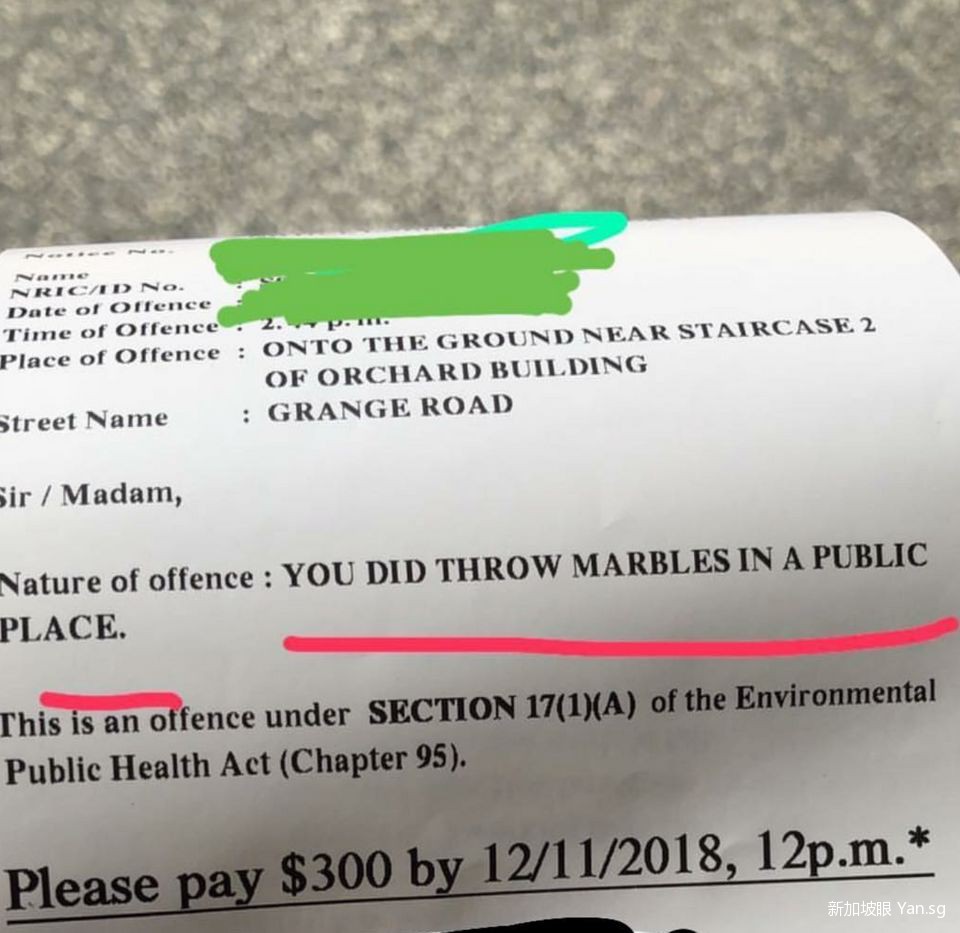 Notice No.
Name
NRIC/ID No. :
Date of Offence
Time of Offence : 2. p.m.
Place of Offence : ONTO THE GROUND NEAR STAIRCASE 2
OF ORCHARD BUILDING
Street Name : GRANGE ROAD
Sir / Madam,
Nature of offence : YOU DID THROW MARBLES IN A PUBLIC
PLACE.
This is an offence under SECTION 17(1)(A) of the Environmental
Public Health Act (Chapter 95).
Please pay $300 by 12/11/2018, 12p.m.*
新加坡眼 Yan.sg